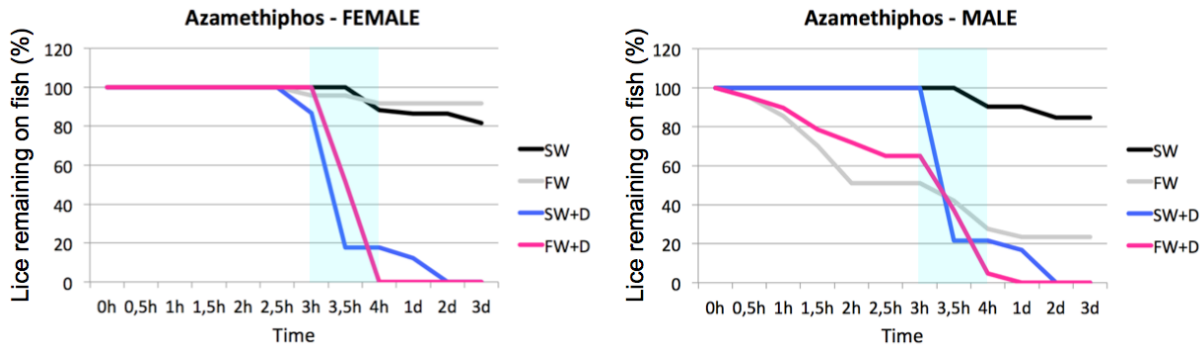 Azamethiphos - FEMALE
Lice remaining on fish (%)
120
100
80
60
40
20
0
0h 0,5h 1h 1,5h 2h 2,5h 3h 3,5h 4h 1d 2d 3d
Time
SW
FW
SW+D
FW+D
Azamethiphos - MALE
Lice remaining on fish (%)
120
100
80
60
40
20
0
0h 0,5h 1h 1,5h 2h 2,5h 3h 3,5h 4h 1d 2d 3d
Time
SW
FW
SW+D
FW+D